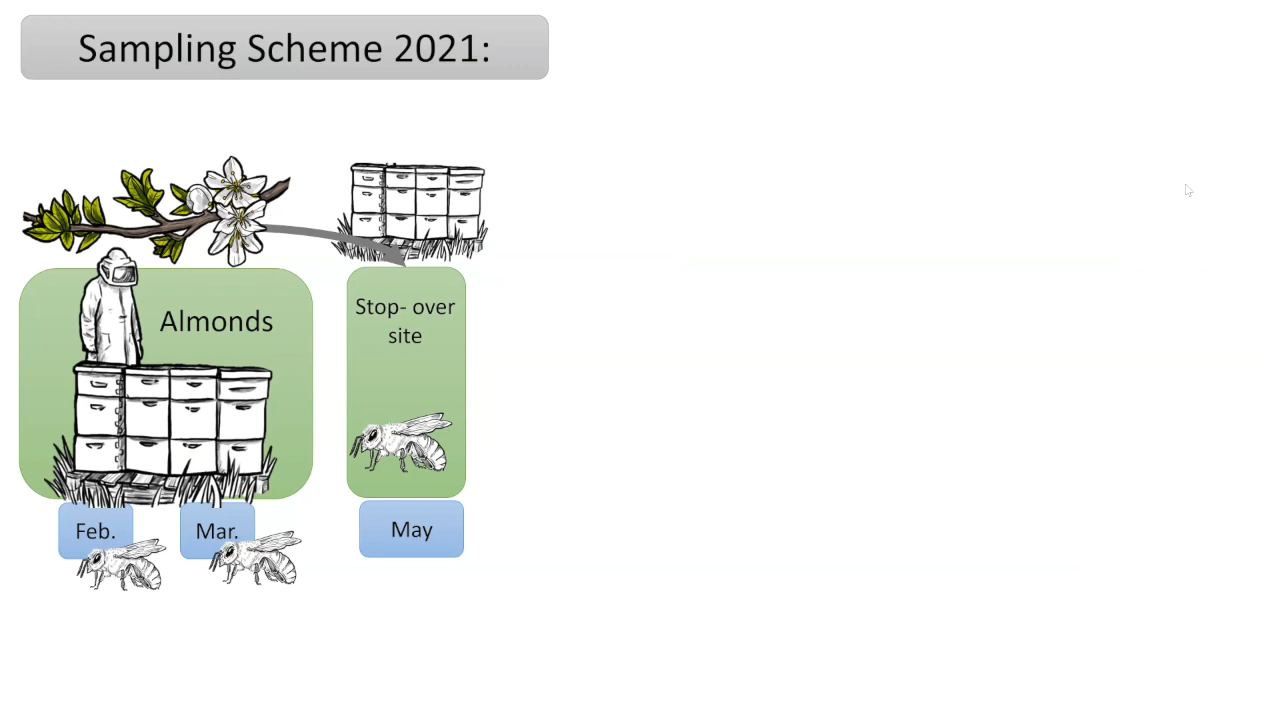 Sampling Scheme 2021:
Almonds
Stop- over
site
Feb.
Mar.
May